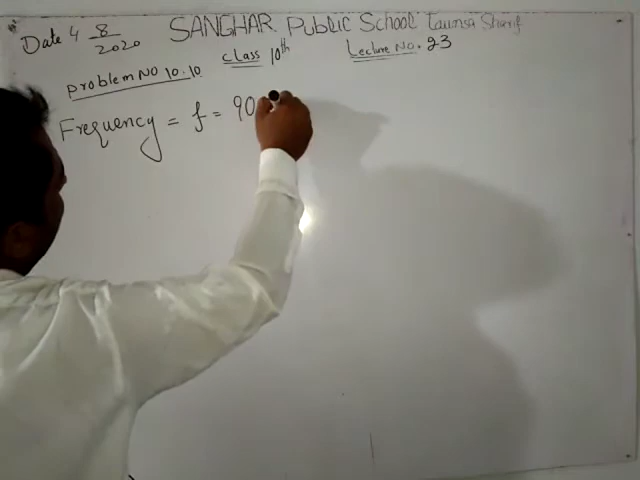 SANGHAR Public School Taunsa Sharif
Date 4 8/2020
Class 10th
Lecture No. 23
Problem No 10.10
Frequency = f = 90